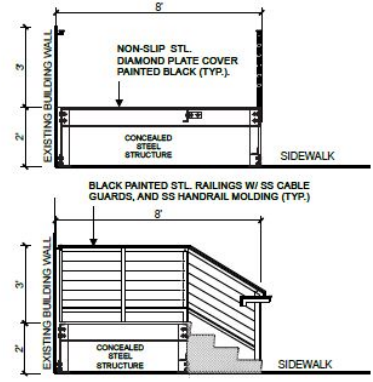 8'
NON-SLIP STL.
DIAMOND PLATE COVER
PAINTED BLACK (TYP.).
3'
EXISTING BUILDING WALL
2'
CONCEALED
STEEL
STRUCTURE
SIDEWALK
BLACK PAINTED STL. RAILINGS W/ SS CABLE
GUARDS, AND SS HANDRAIL MOLDING (TYP.)
8'
3'
EXISTING BUILDING WALL
2'
CONCEALED
STEEL
STRUCTURE
SIDEWALK